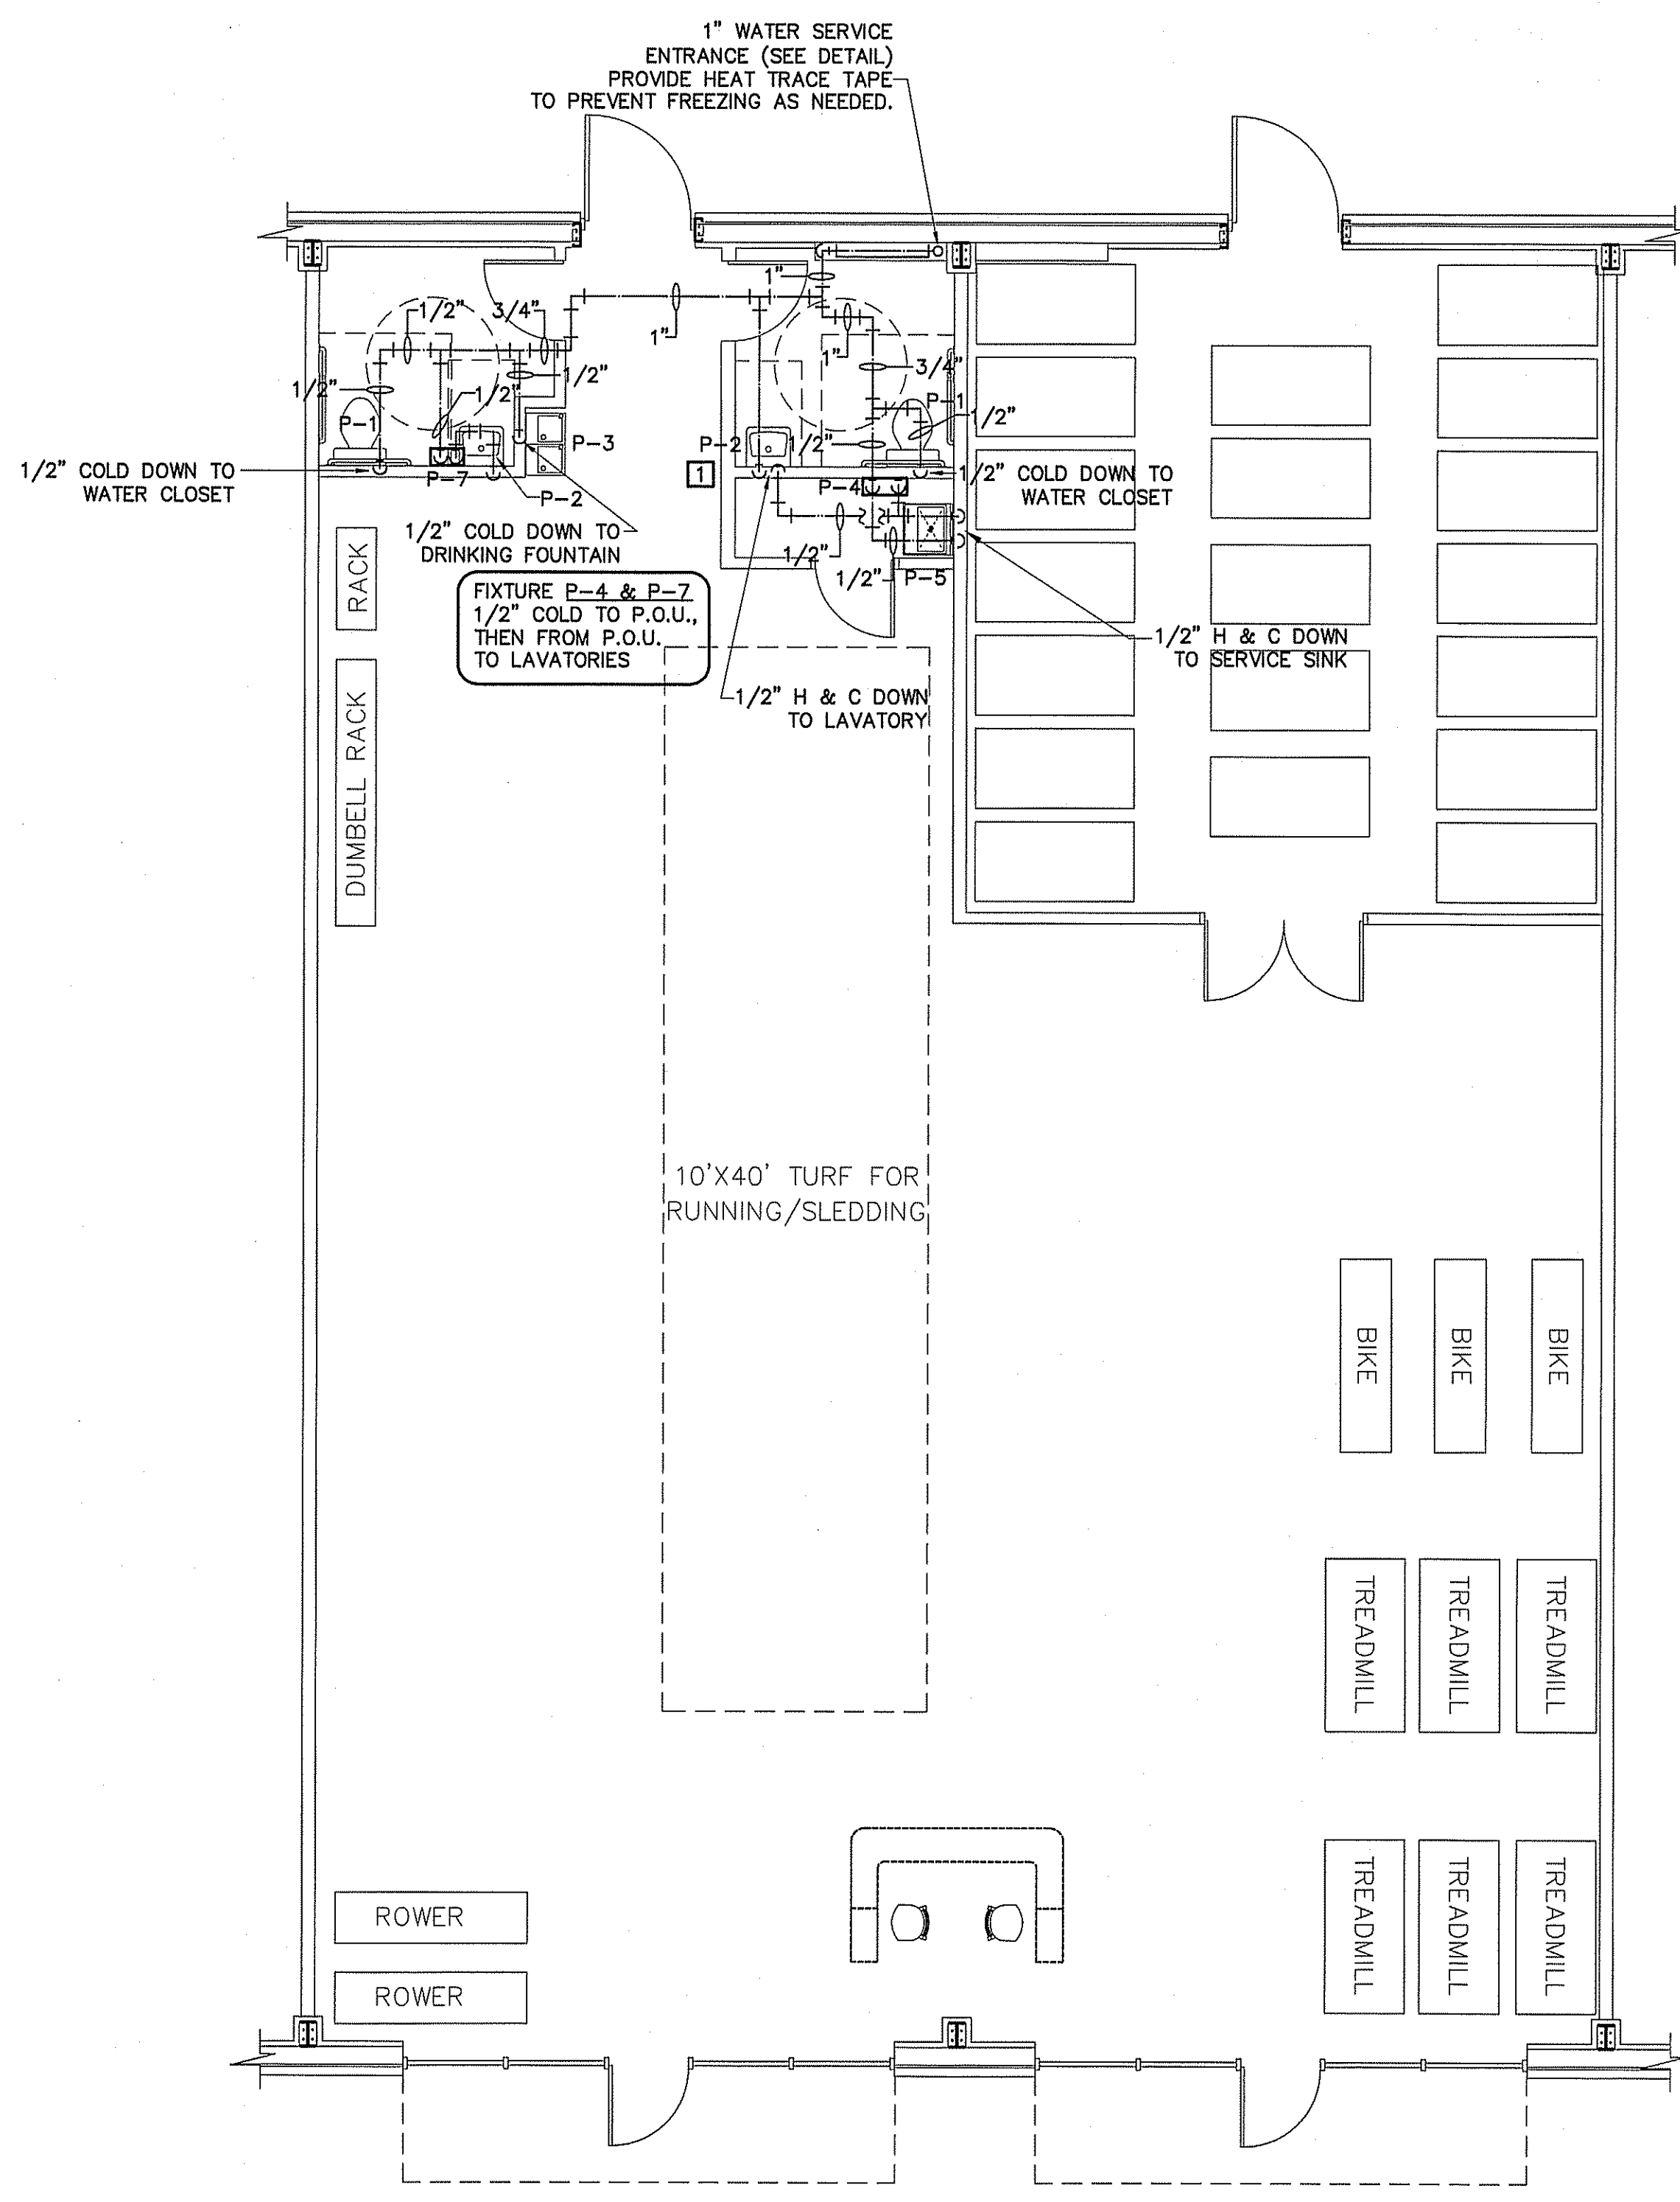 1" WATER SERVICE
ENTRANCE (SEE DETAIL)
PROVIDE HEAT TRACE TAPE
TO PREVENT FREEZING AS NEEDED.
1"
1/2"
3/4"
1"
1"
3/4"
1/2"
1/2"
P-1
1/2"
P-3
P-7
P-2
P-2
1/2"
P-1
1/2"
1
P-4
1/2" COLD DOWN TO
WATER CLOSET
1/2" COLD DOWN TO
WATER CLOSET
1/2" COLD DOWN TO
DRINKING FOUNTAIN
1/2"
1/2"
P-5
FIXTURE P-4 & P-7
1/2" COLD TO P.O.U.,
THEN FROM P.O.U.
TO LAVATORIES
1/2" H & C DOWN
TO SERVICE SINK
1/2" H & C DOWN
TO LAVATORY
RACK
DUMBELL RACK
10'X40' TURF FOR
RUNNING/SLEDDING
BIKE
BIKE
BIKE
TREADMILL
TREADMILL
TREADMILL
TREADMILL
TREADMILL
TREADMILL
ROWER
ROWER